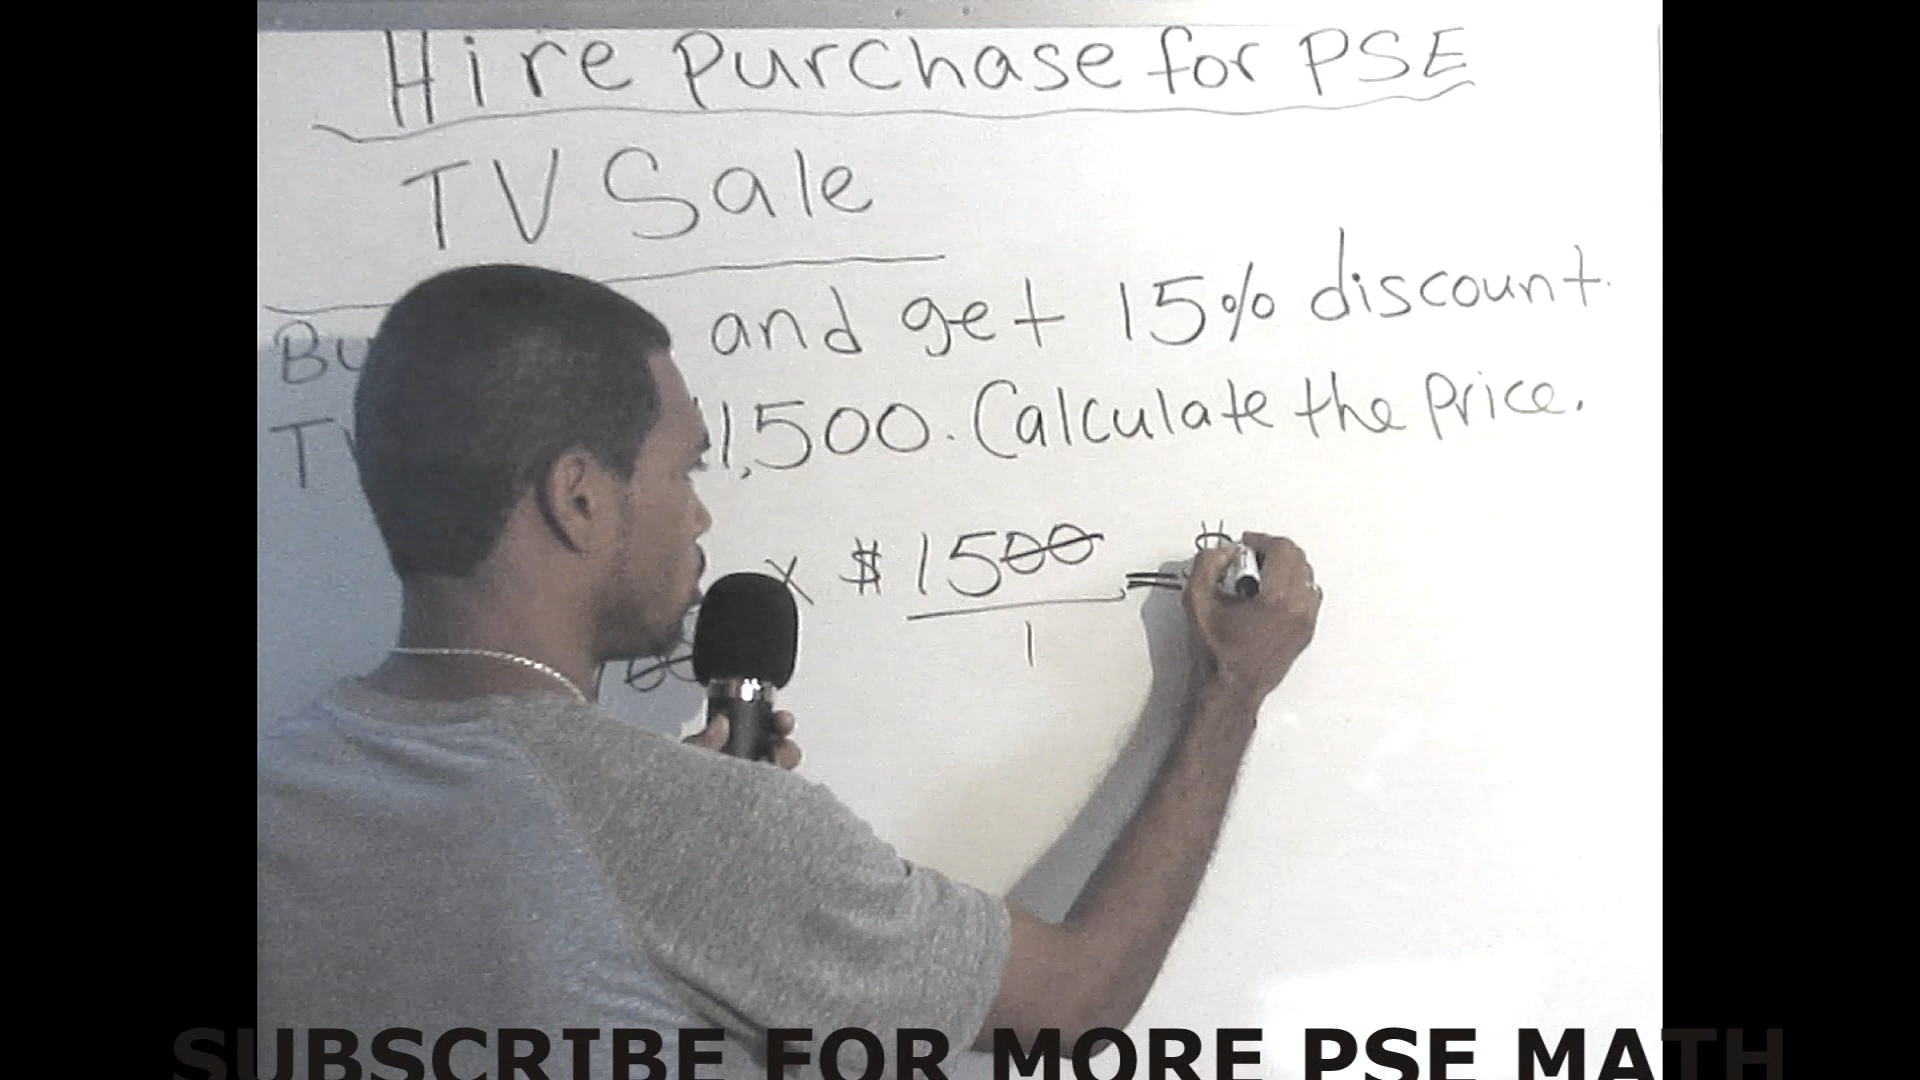 Hire Purchase for PSE
TV Sale
and get 15% discount.
1,500. Calculate the price.
x $ 1500 = $
1
SUBSCRIBE FOR MORE PSE MATH